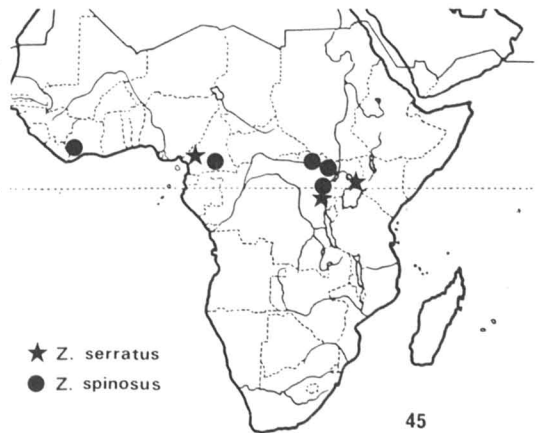 ★ Z. serratus
● Z. spinosus
45